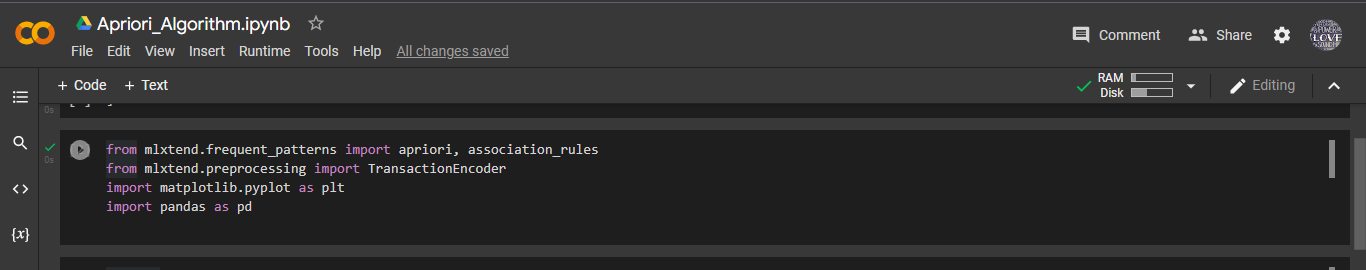 Apriori_Algorithm.ipynb
File Edit View Insert Runtime Tools Help All changes saved
Comment Share
LOVE
+ Code + Text
RAM
Disk
Editing
0s
from mlxtend.frequent_patterns import apriori, association_rules
0s
from mlxtend.preprocessing import TransactionEncoder
import matplotlib.pyplot as plt
import pandas as pd
{x}